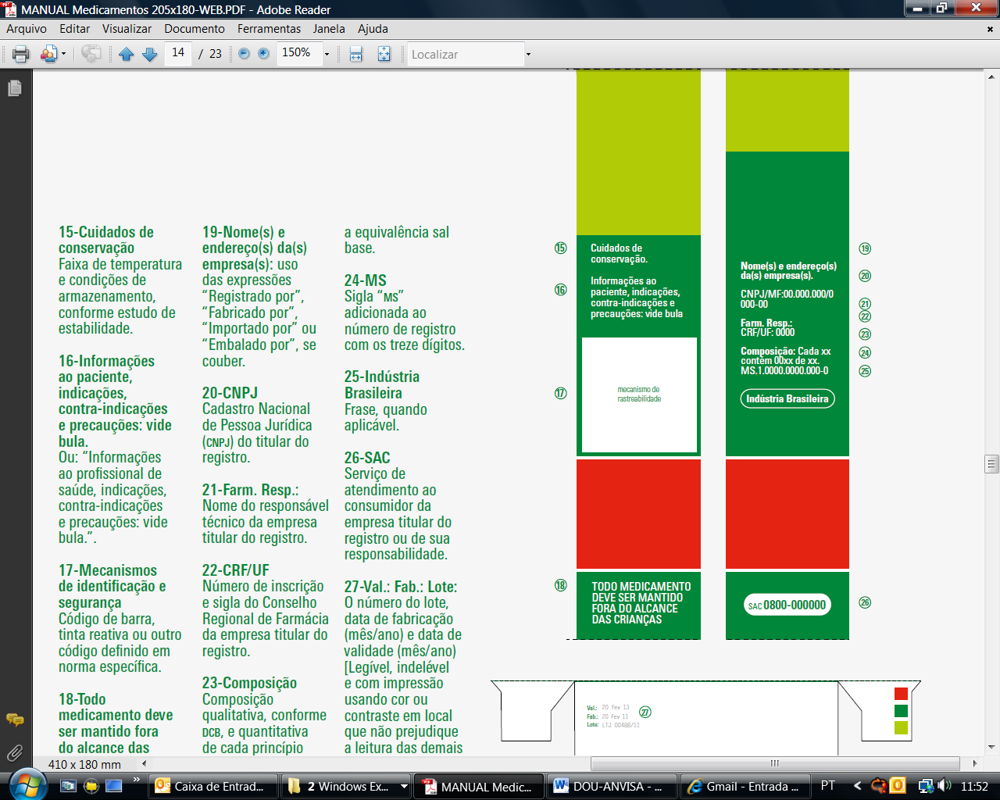 MANUAL Medicamentos 205x180-WEB.PDF - Adobe Reader
Arquivo Editar Visualizar Documento Ferramentas Janela Ajuda
14 / 23 150% Localizar
15-Cuidados de
conservação
Faixa de temperatura
e condições de
armazenamento,
conforme estudo de
estabilidade.
16-Informações
ao paciente,
indicações,
contra-indicações
e precauções: vide
bula.
Ou: “Informações
ao profissional de
saúde, indicações,
contra-indicações
e precauções: vide
bula.”.
17-Mecanismos
de identificação e
segurança
Código de barra,
tinta reativa ou outro
código definido em
norma específica.
18-Todo
medicamento deve
ser mantido fora
do alcance das
19-Nome(s) e
endereço(s) da(s)
empresa(s): uso
das expressões
“Registrado por”,
“Fabricado por”,
“Importado por” ou
“Embalado por”, se
couber.
20-CNPJ
Cadastro Nacional
de Pessoa Jurídica
(CNPJ) do titular do
registro.
21-Farm. Resp.:
Nome do responsável
técnico da empresa
titular do registro.
22-CRF/UF
Número de inscrição
e sigla do Conselho
Regional de Farmácia
da empresa titular do
registro.
23-Composição
Composição
qualitativa, conforme
DCB, e quantitativa
de cada princípio
a equivalência sal
base.
24-MS
Sigla “MS”
adicionada ao
número de registro
com os treze dígitos.
25-Indústria
Brasileira
Frase, quando
aplicável.
26-SAC
Serviço de
atendimento ao
consumidor da
empresa titular do
registro ou de sua
responsabilidade.
27-Val.: Fab.: Lote:
O número do lote,
data de fabricação
(mês/ano) e data de
validade (mês/ano)
[Legível, indelével
e com impressão
usando cor ou
contraste em local
que não prejudique
a leitura das demais
15
16
17
18
Cuidados de
conservação.
Informações ao
paciente, indicações,
contra-indicações e
precauções: vide bula
mecanismo de
rastreabilidade
TODO MEDICAMENTO
DEVE SER MANTIDO
FORA DO ALCANCE
DAS CRIANÇAS
Nome(s) e endereço(s)
da(s) empresa(s).
CNPJ/MF:00.000.000/0
000-00
Farm. Resp.:
CRF/UF: 0000
Composição: Cada xx
contém 00xx de xx.
MS.1.0000.0000.000-0
Indústria Brasileira
SAC 0800-000000
19
20
21
22
23
24
25
26
Val.: 20 fev 13
Fab.: 20 fev 11
Lote: LTJ 0048B/11
27
410 x 180 mm
Caixa de Entrad... 2 Windows Ex... MANUAL Medic... DOU-ANVISA - ... Gmail - Entrada ... PT 11:52